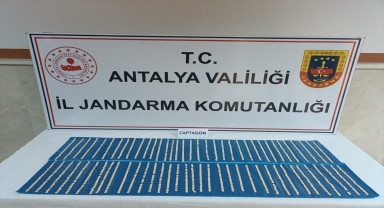 T.C.
ANTALYA VALİLİĞİ
İL JANDARMA KOMUTANLIĞI
CAPTAGON